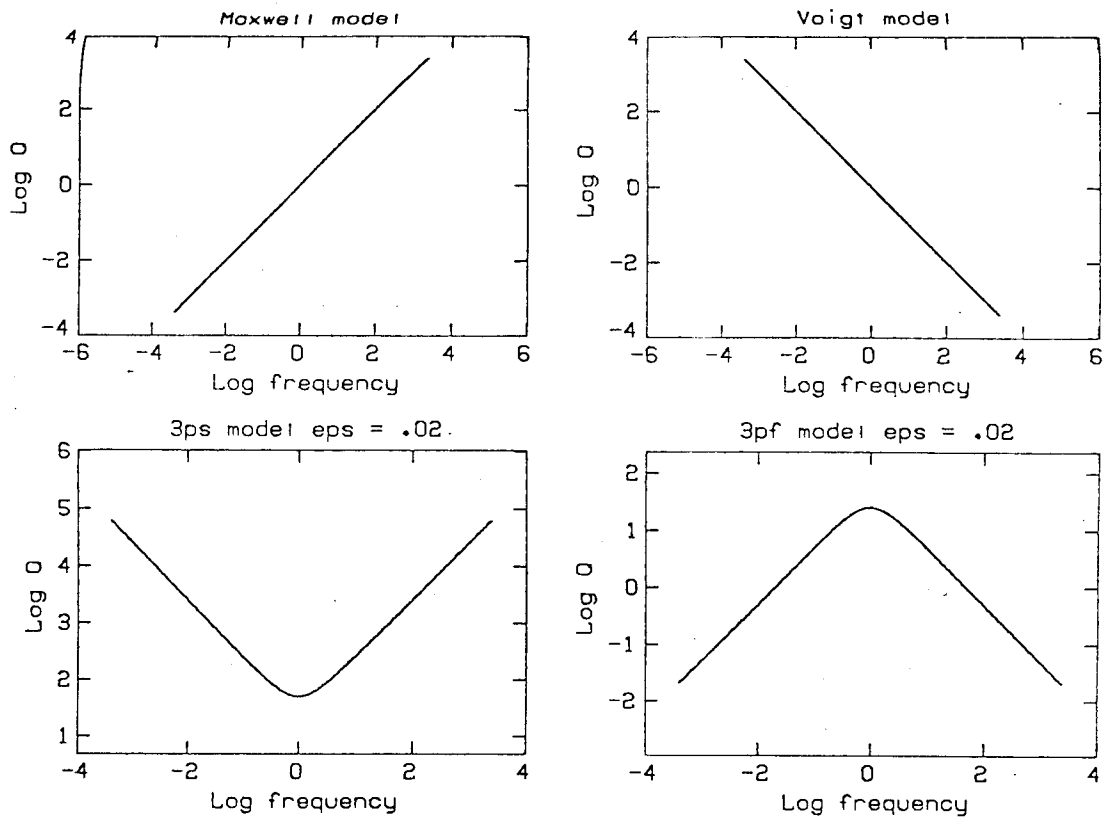 Maxwell model
4
2
0
-2
-4
Log Q
-6 -4 -2 0 2 4 6
Log frequency
Voigt model
4
2
0
-2
-4
Log Q
-6 -4 -2 0 2 4 6
Log frequency
3ps model eps = .02
6
5
4
3
2
1
Log Q
-4 -2 0 2 4
Log frequency
3pf model eps = .02
2
1
0
-1
-2
Log Q
-4 -2 0 2 4
Log frequency